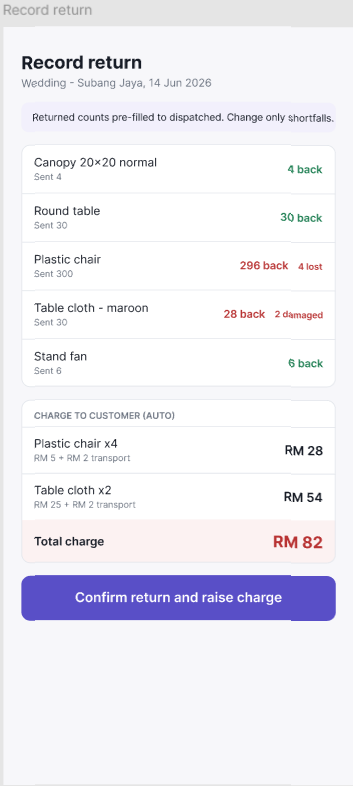 Record return
Record return
Wedding - Subang Jaya, 14 Jun 2026
Returned counts pre-filled to dispatched. Change only shortfalls.
Canopy 20×20 normal
4 back
Sent 4
Round table
30 back
Sent 30
Plastic chair
296 back 4 lost
Sent 300
Table cloth - maroon
28 back 2 damaged
Sent 30
Stand fan
6 back
Sent 6
CHARGE TO CUSTOMER (AUTO)
Plastic chair x4
RM 28
RM 5 + RM 2 transport
Table cloth x2
RM 54
RM 25 + RM 2 transport
Total charge
RM 82
Confirm return and raise charge